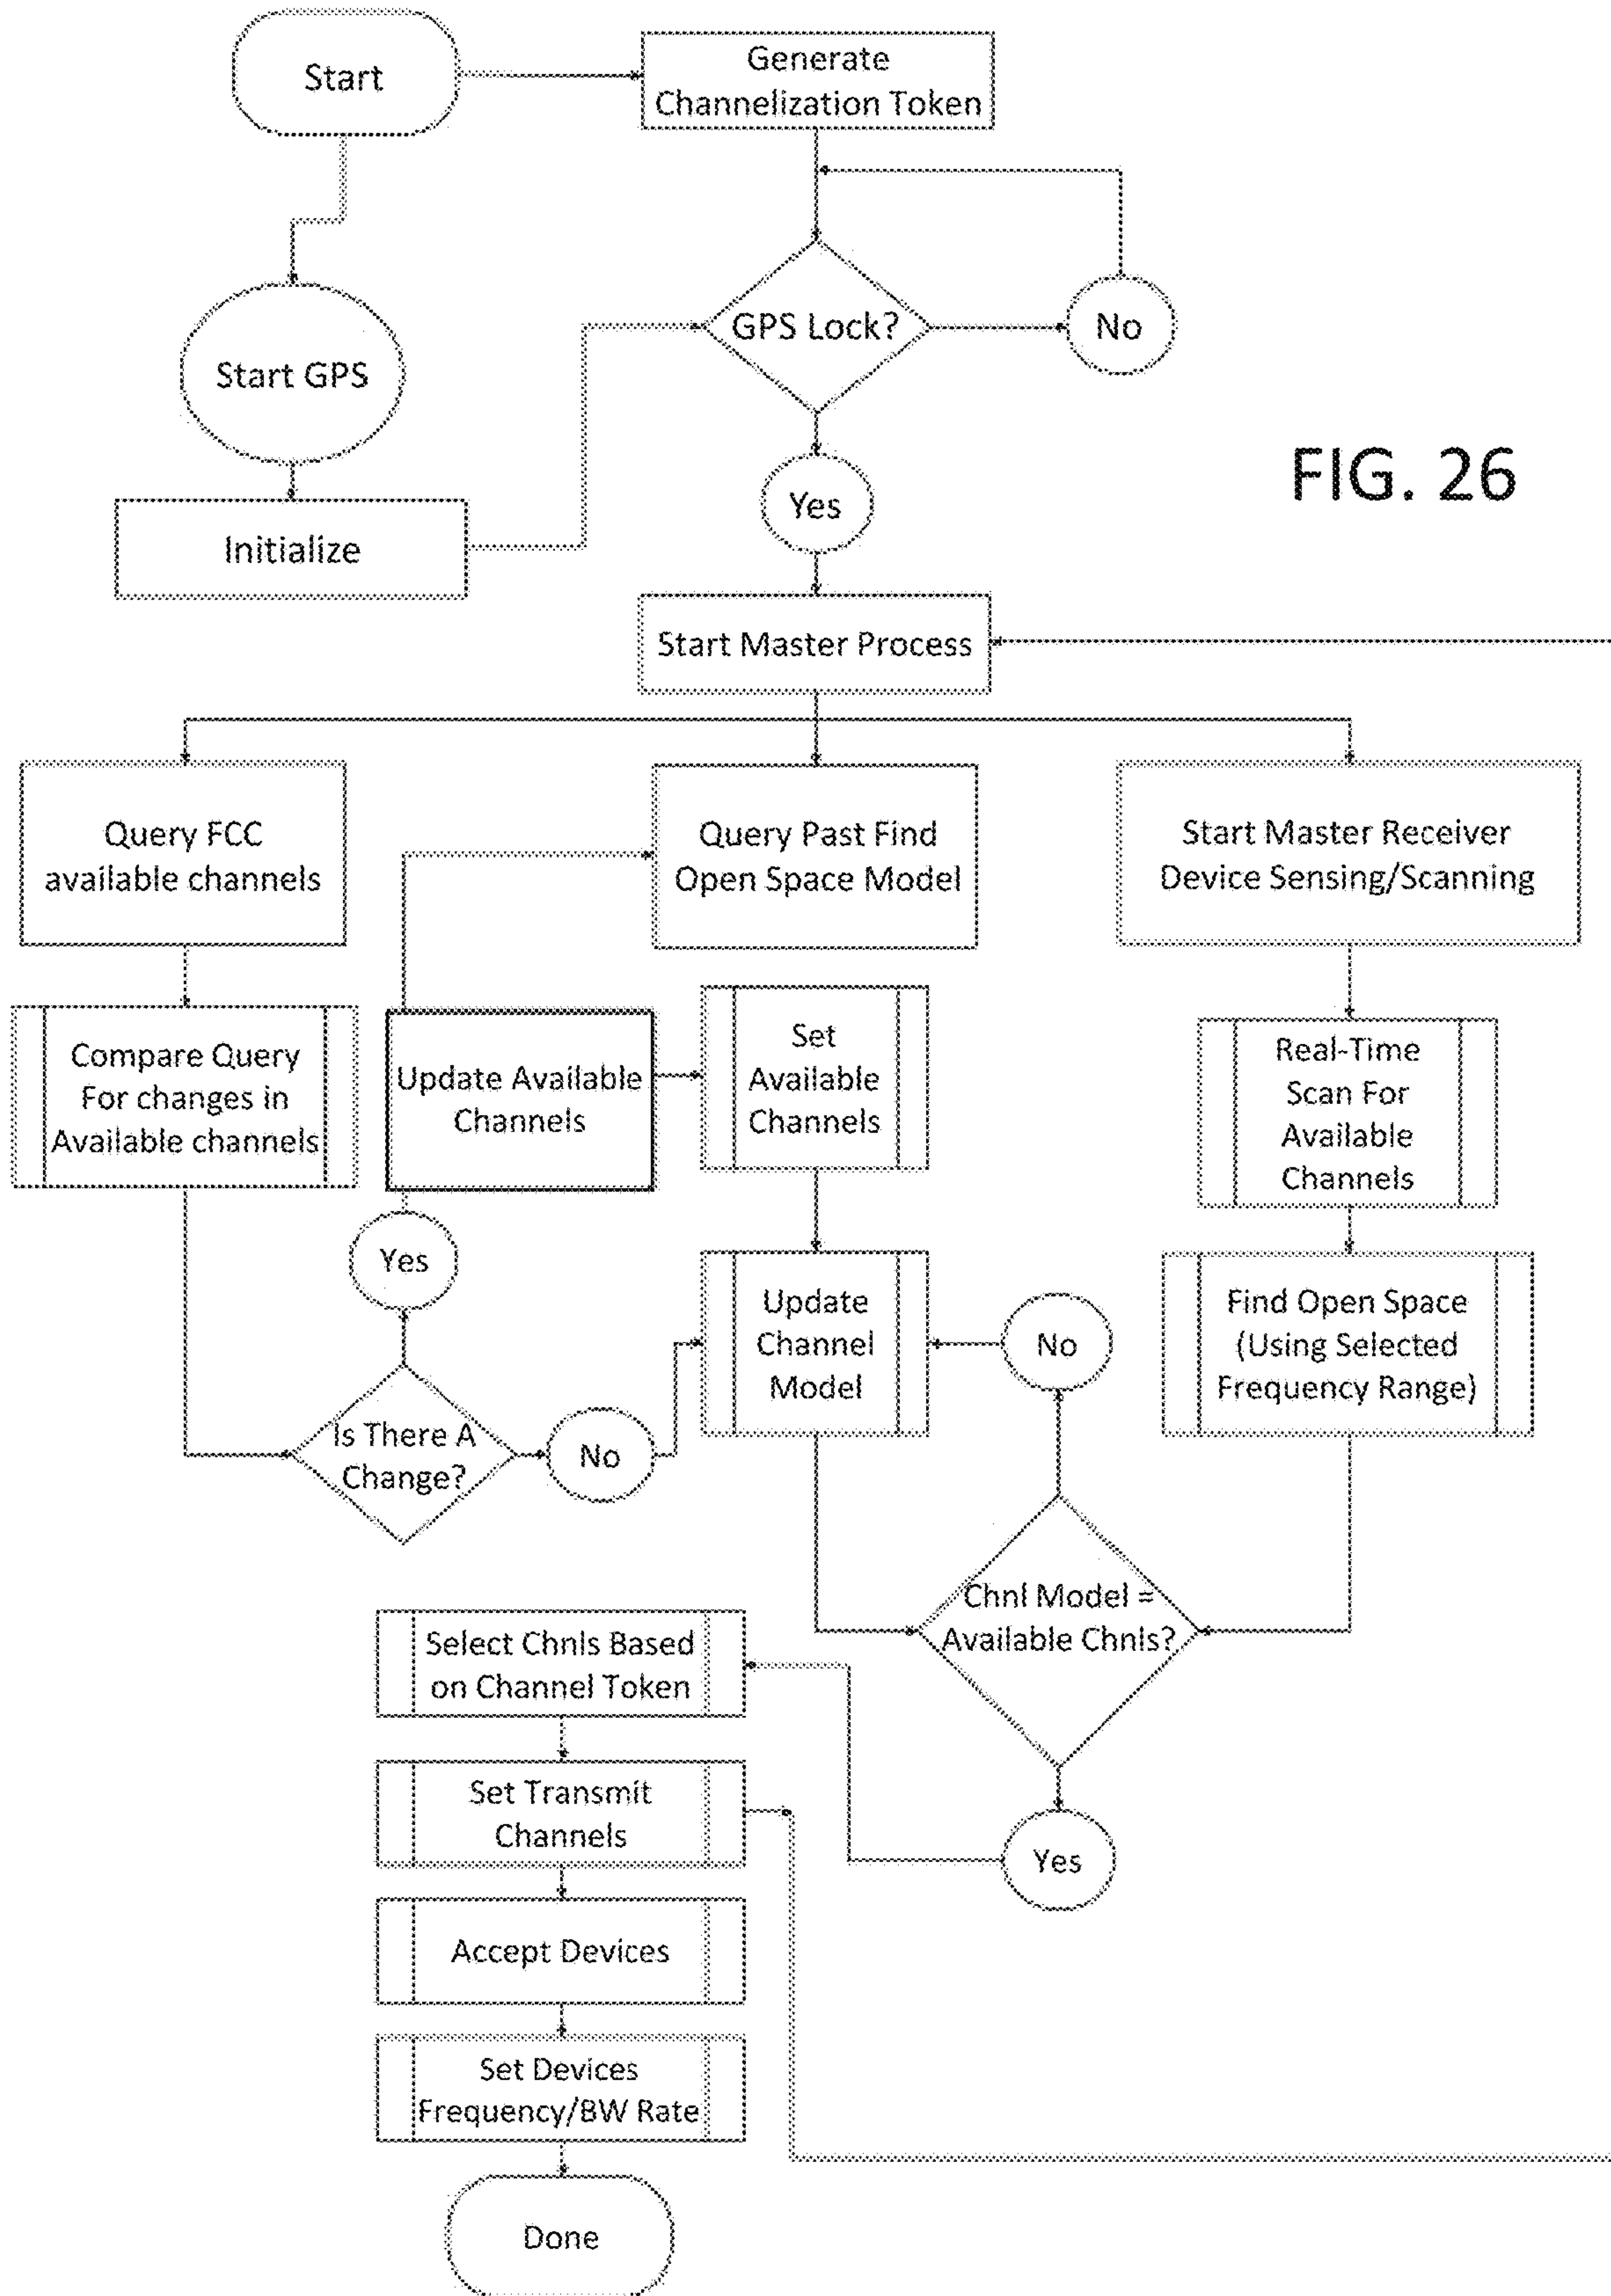 Start
Generate
Channelization Token
GPS Lock?
No
Start GPS
FIG. 26
Yes
Initialize
Start Master Process
Query FCC
available channels
Query Past Find
Open Space Model
Start Master Receiver
Device Sensing/Scanning
Compare Query
For changes in
Available channels
Update Available
Channels
Set
Available
Channels
Real-Time
Scan For
Available
Channels
Yes
Update
Channel
Model
No
Find Open Space
(Using Selected
Frequency Range)
Is There A
Change?
No
Chnl Model =
Available Chnls?
Select Chnls Based
on Channel Token
Set Transmit
Channels
Yes
Accept Devices
Set Devices
Frequency/BW Rate
Done